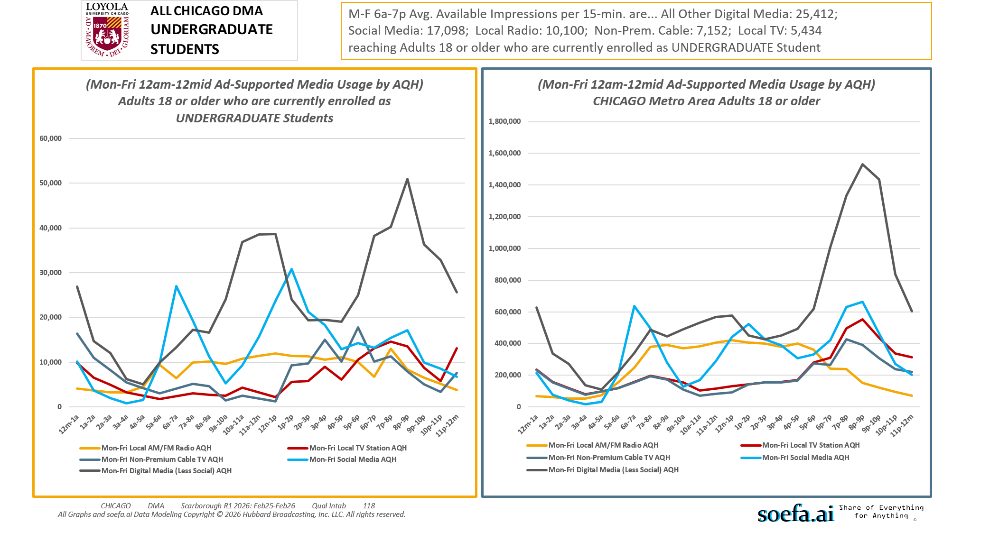 LOYOLA
UNIVERSITY CHICAGO
1870
AD • MAJOREM • DEI • GLORIAM
ALL CHICAGO DMA
UNDERGRADUATE
STUDENTS
M-F 6a-7p Avg. Available Impressions per 15-min. are... All Other Digital Media: 25,412;
Social Media: 17,098;  Local Radio: 10,100;  Non-Prem. Cable: 7,152;  Local TV: 5,434
reaching Adults 18 or older who are currently enrolled as UNDERGRADUATE Student
(Mon-Fri 12am-12mid Ad-Supported Media Usage by AQH)
Adults 18 or older who are currently enrolled as
UNDERGRADUATE Students
60,000
50,000
40,000
30,000
20,000
10,000
0
12m-1a
1a-2a
2a-3a
3a-4a
4a-5a
5a-6a
6a-7a
7a-8a
8a-9a
9a-10a
10a-11a
11a-12n
12n-1p
1p-2p
2p-3p
3p-4p
4p-5p
5p-6p
6p-7p
7p-8p
8p-9p
9p-10p
10p-11p
11p-12m
Mon-Fri Local AM/FM Radio AQH
Mon-Fri Local TV Station AQH
Mon-Fri Non-Premium Cable TV AQH
Mon-Fri Social Media AQH
Mon-Fri Digital Media (Less Social) AQH
(Mon-Fri 12am-12mid Ad-Supported Media Usage by AQH)
CHICAGO Metro Area Adults 18 or older
1,800,000
1,600,000
1,400,000
1,200,000
1,000,000
800,000
600,000
400,000
200,000
0
12m-1a
1a-2a
2a-3a
3a-4a
4a-5a
5a-6a
6a-7a
7a-8a
8a-9a
9a-10a
10a-11a
11a-12n
12n-1p
1p-2p
2p-3p
3p-4p
4p-5p
5p-6p
6p-7p
7p-8p
8p-9p
9p-10p
10p-11p
11p-12m
Mon-Fri Local AM/FM Radio AQH
Mon-Fri Local TV Station AQH
Mon-Fri Non-Premium Cable TV AQH
Mon-Fri Social Media AQH
Mon-Fri Digital Media (Less Social) AQH
CHICAGO DMA Scarborough R1 2026: Feb25-Feb26 Qual Intab 118
All Graphs and soefa.ai Data Modeling Copyright © 2026 Hubbard Broadcasting, Inc. LLC. All rights reserved.
soefa.ai
Share of Everything
for Anything ©